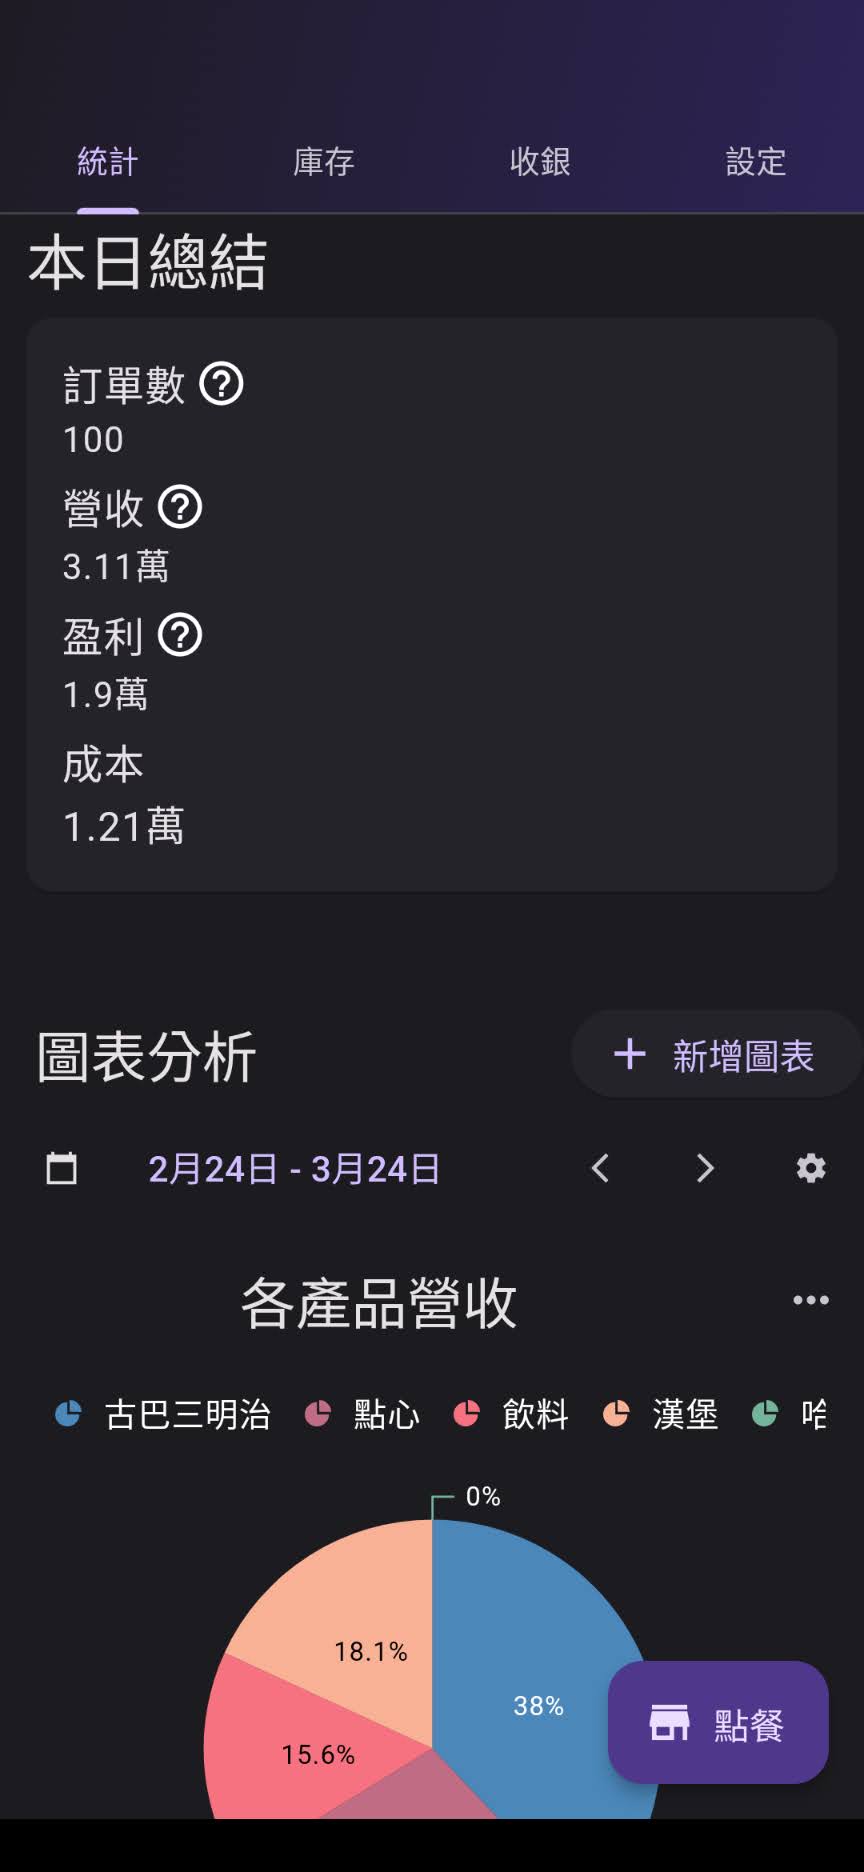 統計 庫存 收銀 設定
本日總結
訂單數
100
營收
3.11萬
盈利
1.9萬
成本
1.21萬
圖表分析 + 新增圖表
2月24日 - 3月24日
各產品營收
古巴三明治 點心 飲料 漢堡 哈
0%
18.1%
38%
點餐
15.6%